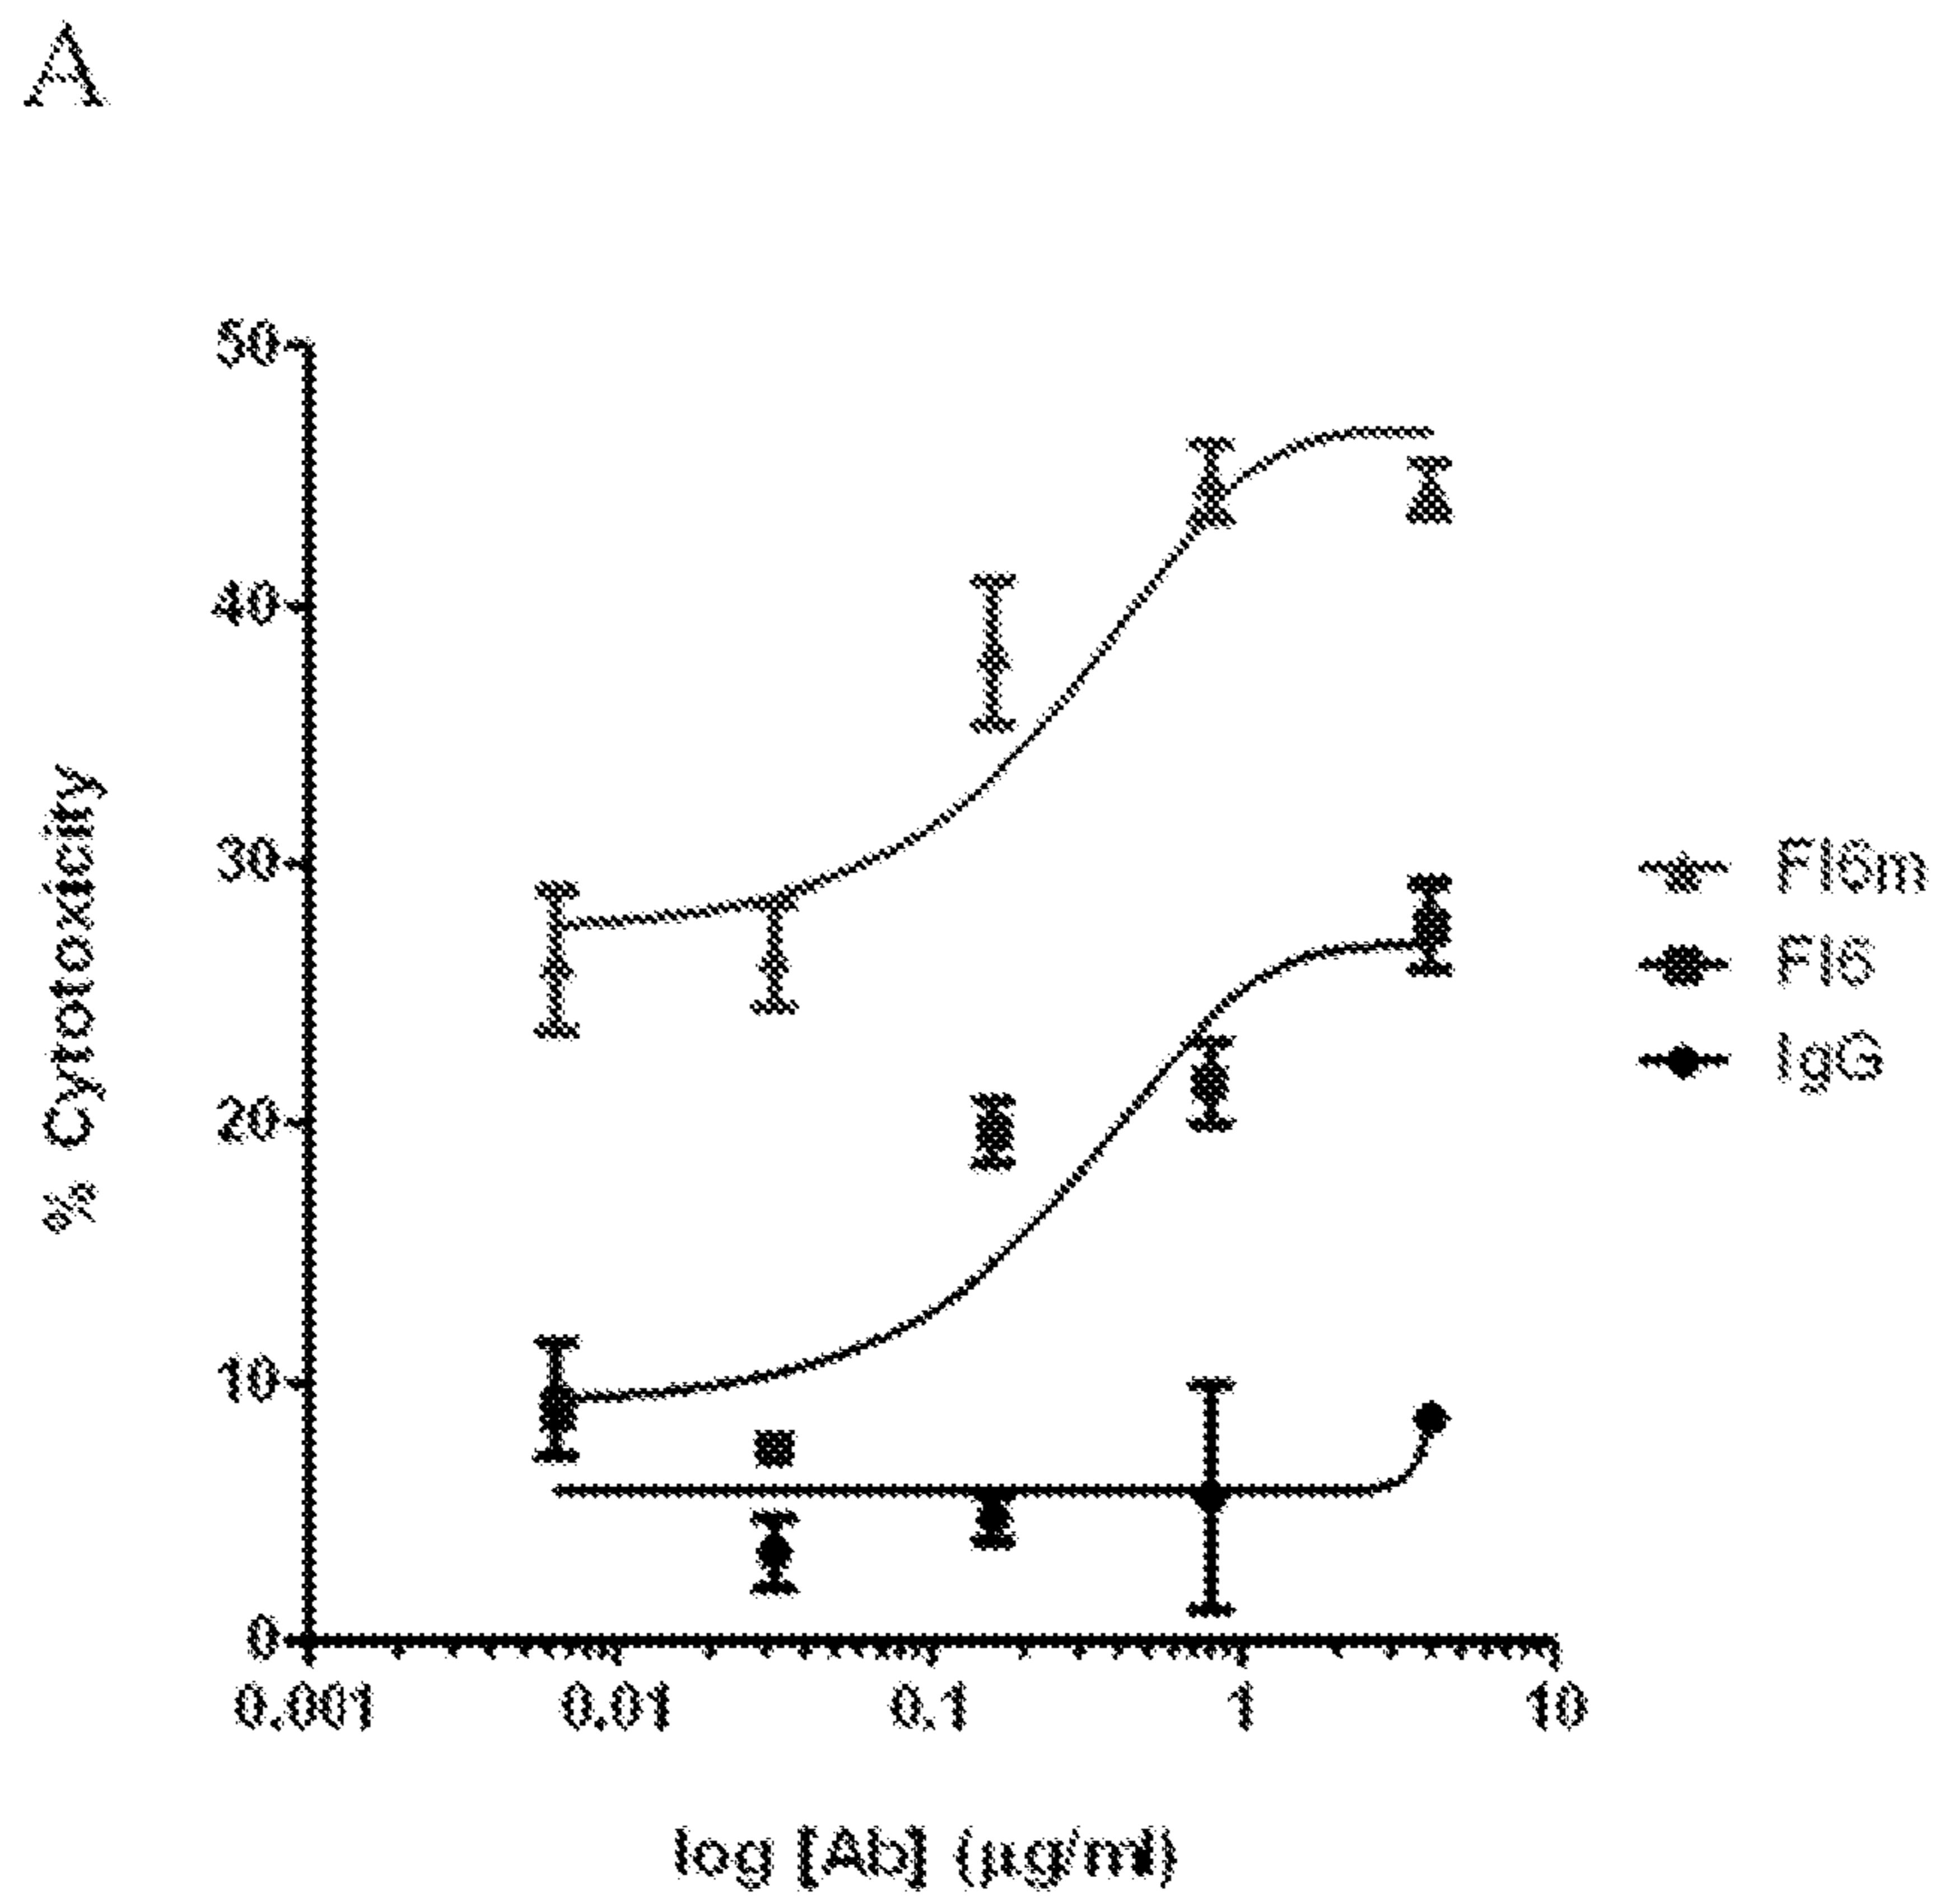 A
50
40
30
20
10
0
% Cytotoxicity
0.001 0.01 0.1 1 10
log [Ab] (µg/ml)
FI6m
FI6
IgG